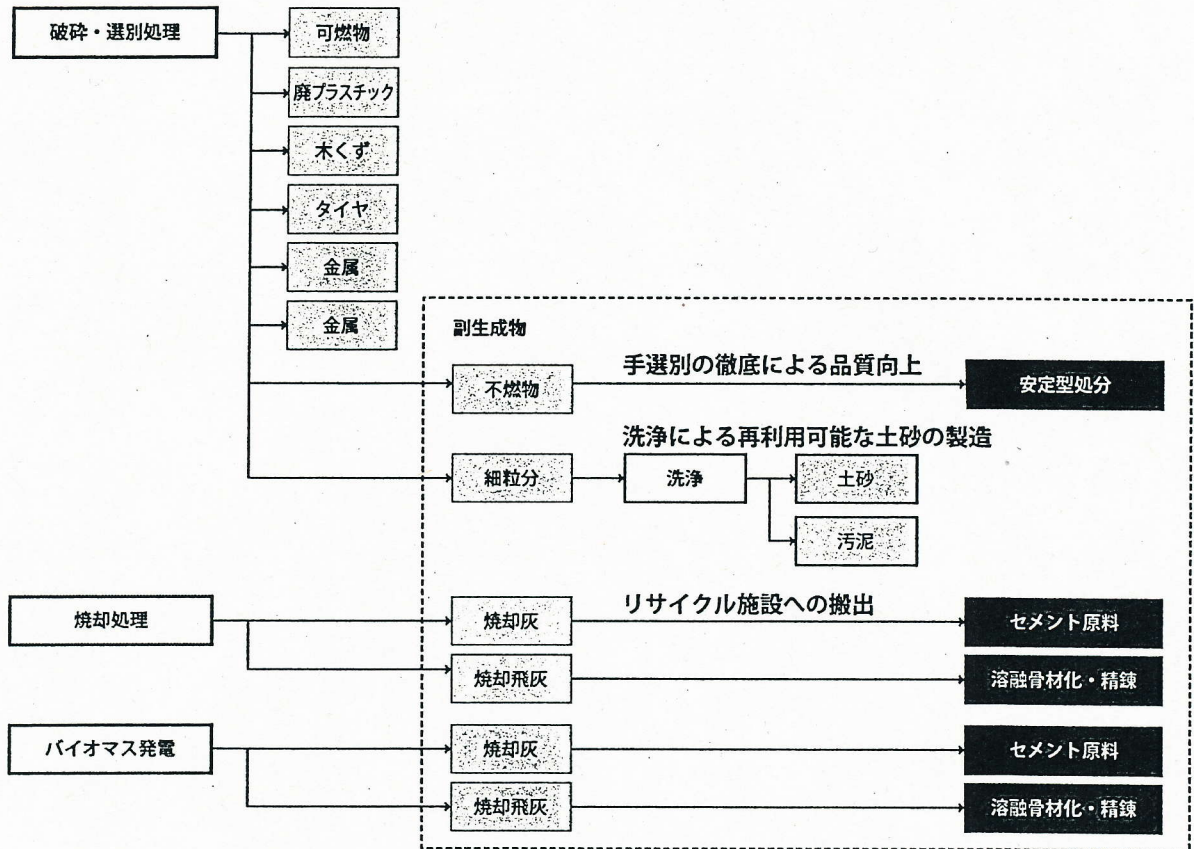 破砕・選別処理
可燃物
廃プラスチック
木くず
タイヤ
金属
金属
副生成物
不燃物
手選別の徹底による品質向上
安定型処分
洗浄による再利用可能な土砂の製造
細粒分
洗浄
土砂
汚泥
焼却処理
焼却灰
リサイクル施設への搬出
セメント原料
焼却飛灰
溶融骨材化・精錬
バイオマス発電
焼却灰
セメント原料
焼却飛灰
溶融骨材化・精錬